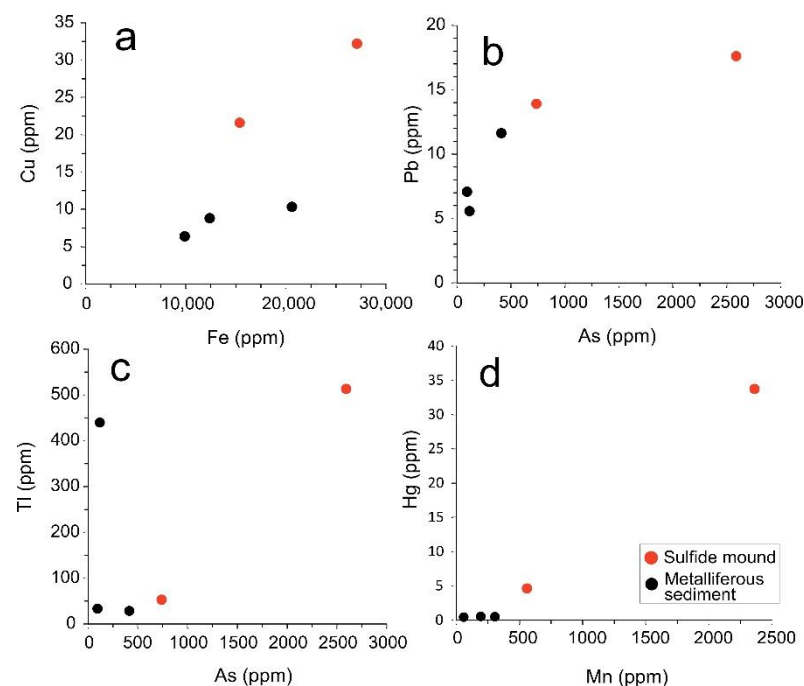 a
Cu (ppm)
35
30
25
20
15
10
5
0
0 10,000 20,000 30,000
Fe (ppm)
b
Pb (ppm)
20
15
10
5
0
0 500 1000 1500 2000 2500 3000
As (ppm)
c
Tl (ppm)
600
500
400
300
200
100
0
0 500 1000 1500 2000 2500 3000
As (ppm)
d
Hg (ppm)
40
35
30
25
20
15
10
5
0
0 500 1000 1500 2000 2500
Mn (ppm)
Sulfide mound
Metalliferous
sediment